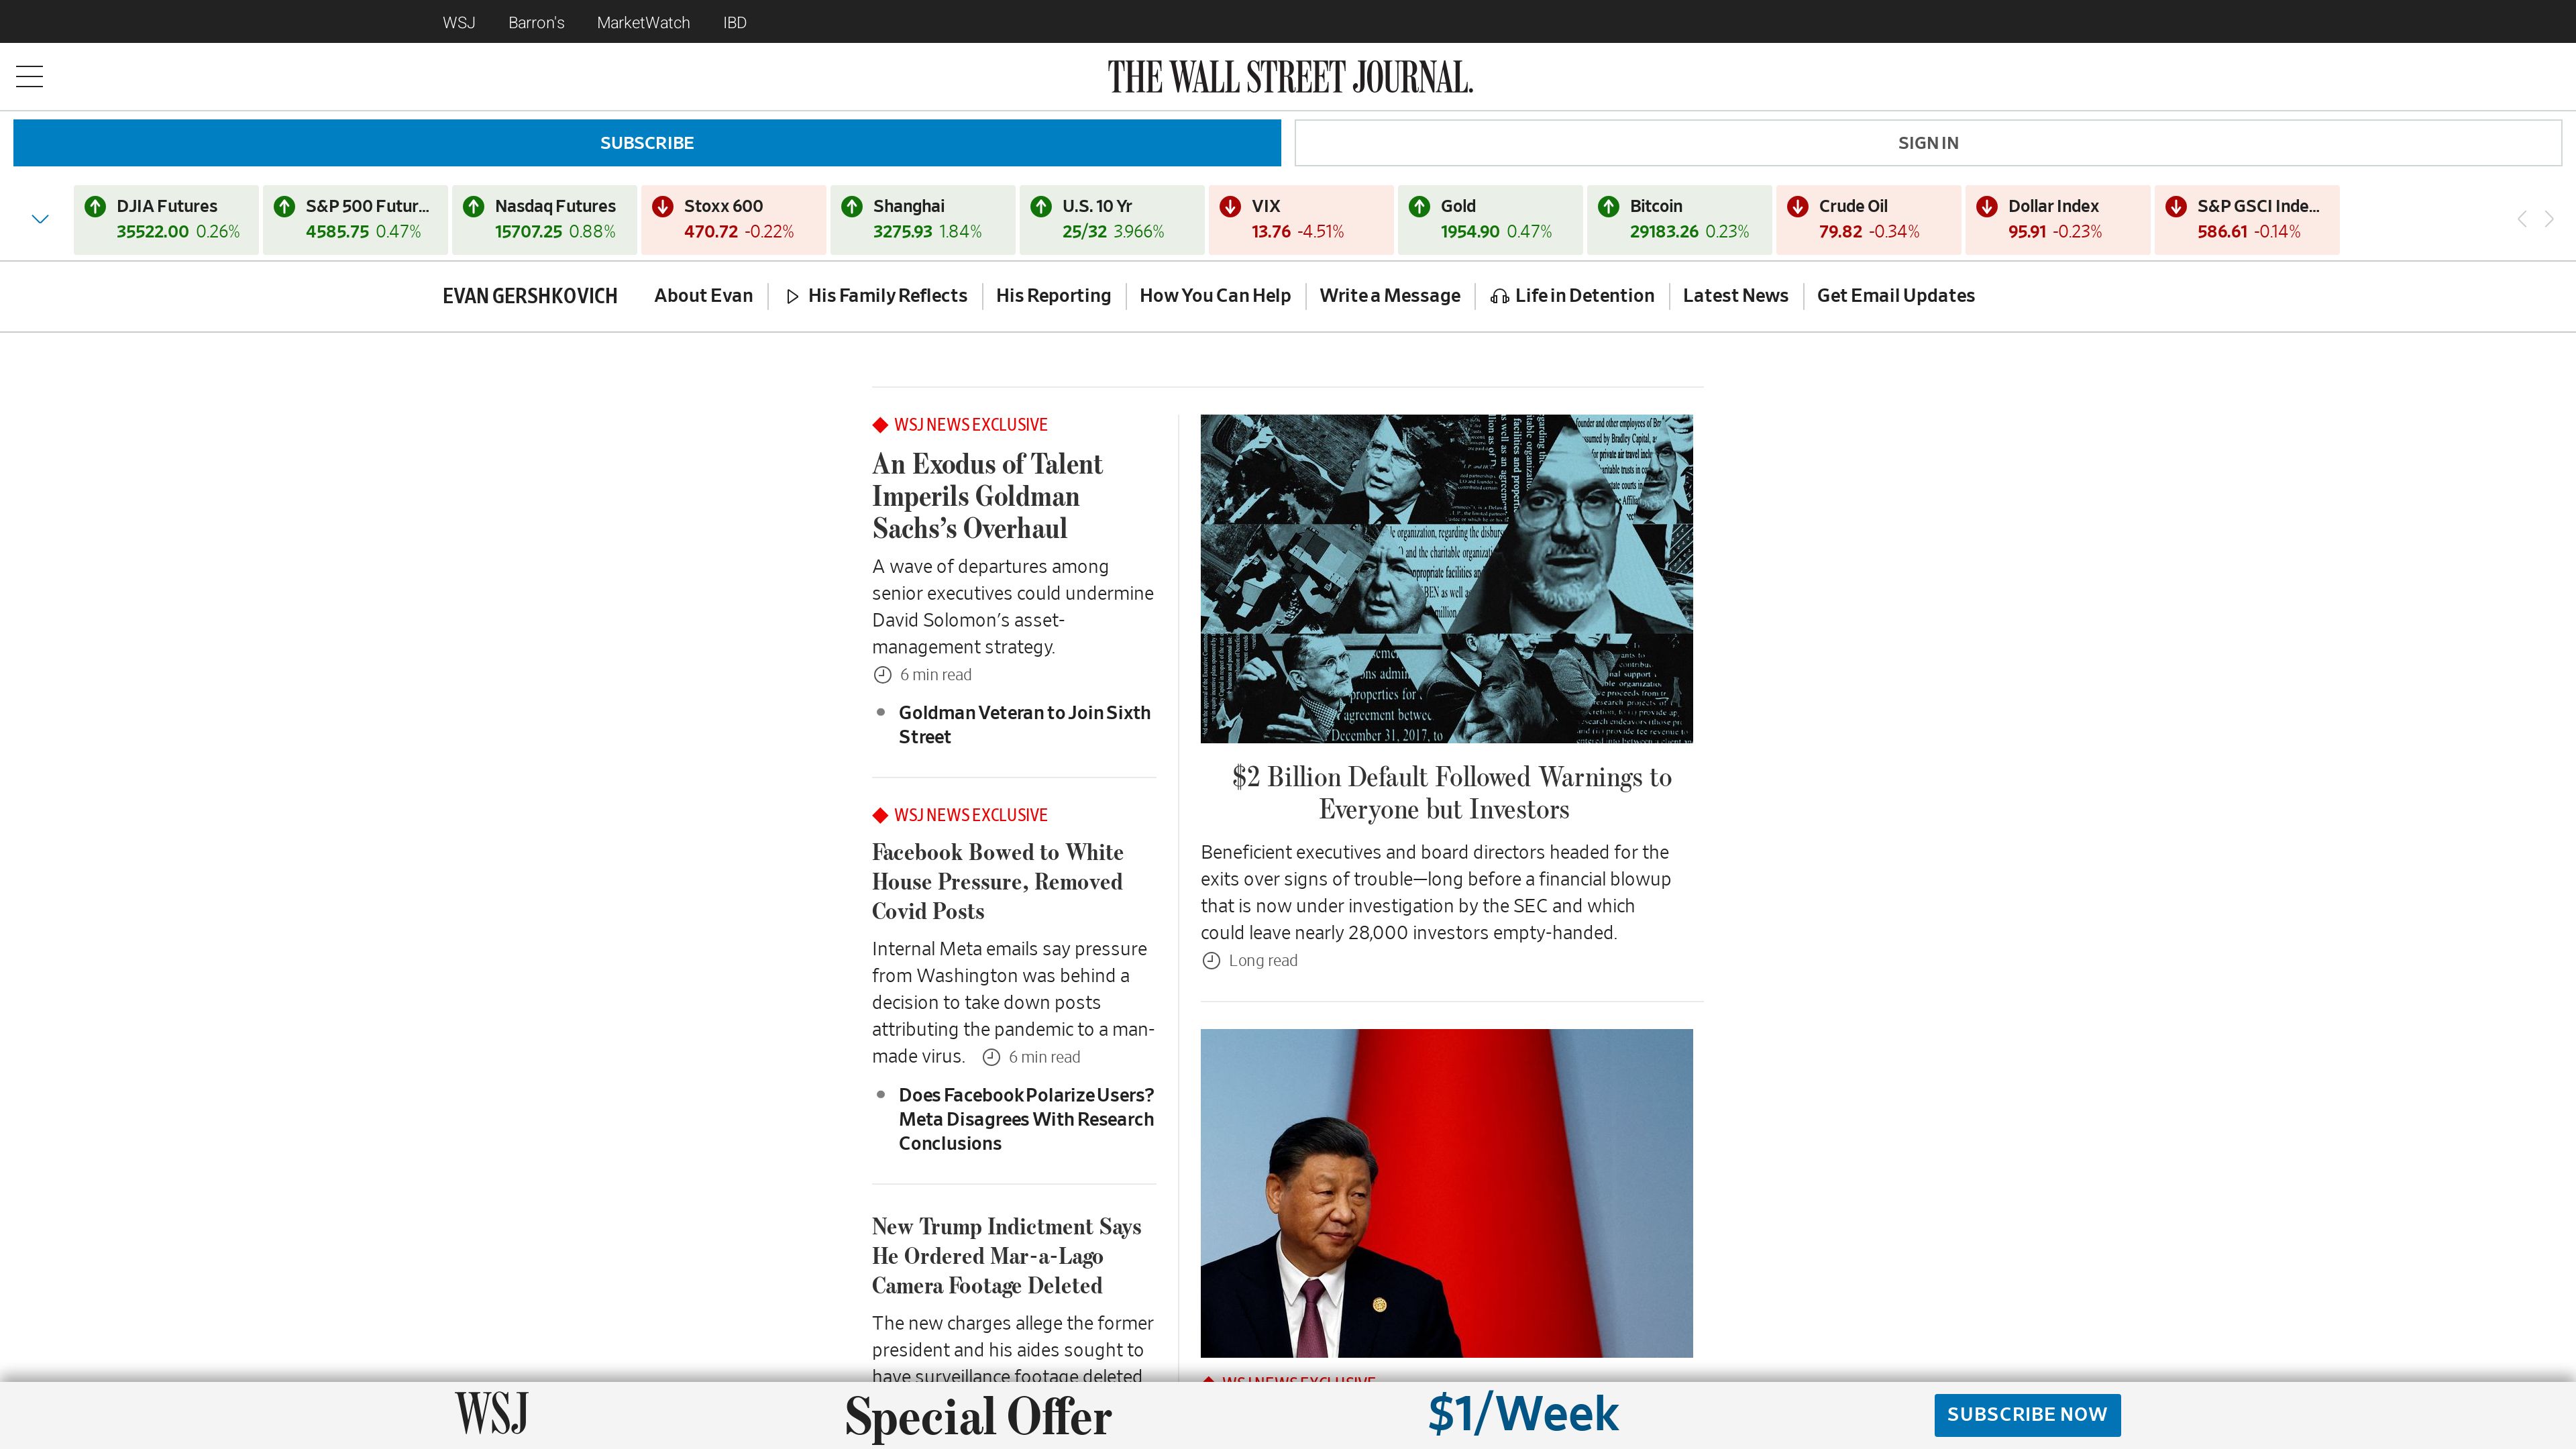 WSJ Barron's MarketWatch IBD
THE WALL STREET JOURNAL.
SUBSCRIBE
SIGN IN
DJIA Futures
35522.00 0.26%
S&P 500 Futur...
4585.75 0.47%
Nasdaq Futures
15707.25 0.88%
Stoxx 600
470.72 -0.22%
Shanghai
3275.93 1.84%
U.S. 10 Yr
25/32 3.966%
VIX
13.76 -4.51%
Gold
1954.90 0.47%
Bitcoin
29183.26 0.23%
Crude Oil
79.82 -0.34%
Dollar Index
95.91 -0.23%
S&P GSCI Inde...
586.61 -0.14%
EVAN GERSHKOVICH About Evan His Family Reflects His Reporting How You Can Help Write a Message Life in Detention Latest News Get Email Updates
WSJ NEWS EXCLUSIVE
An Exodus of Talent
Imperils Goldman
Sachs’s Overhaul
A wave of departures among
senior executives could undermine
David Solomon’s asset-
management strategy.
6 min read
Goldman Veteran to Join Sixth
Street
WSJ NEWS EXCLUSIVE
Facebook Bowed to White
House Pressure, Removed
Covid Posts
Internal Meta emails say pressure
from Washington was behind a
decision to take down posts
attributing the pandemic to a man-
made virus. 6 min read
Does Facebook Polarize Users?
Meta Disagrees With Research
Conclusions
New Trump Indictment Says
He Ordered Mar-a-Lago
Camera Footage Deleted
The new charges allege the former
president and his aides sought to
have surveillance footage deleted
December 31, 2017, to
$2 Billion Default Followed Warnings to
Everyone but Investors
Beneficient executives and board directors headed for the
exits over signs of trouble—long before a financial blowup
that is now under investigation by the SEC and which
could leave nearly 28,000 investors empty-handed.
Long read
WSJ NEWS EXCLUSIVE
WSJ
Special Offer
$1/Week
SUBSCRIBE NOW